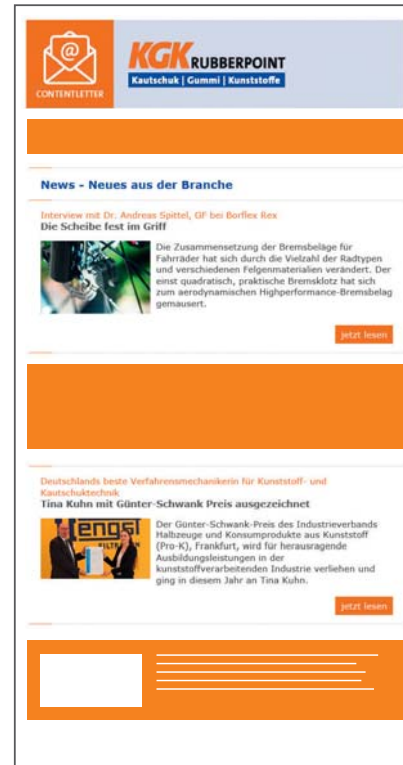 CONTENTLETTER
KGK RUBBERPOINT
Kautschuk | Gummi | Kunststoffe
News - Neues aus der Branche
Interview mit Dr. Andreas Spittel, GF bei Borflex Rex
Die Scheibe fest im Griff
Die Zusammensetzung der Bremsbeläge für
Fahrräder hat sich durch die Vielzahl der Radtypen
und verschiedenen Felgenmaterialien verändert. Der
einst quadratisch, praktische Bremsklotz hat sich
zum aerodynamischen Highperformance-Bremsbelag
gemausert.
jetzt lesen
Deutschlands beste Verfahrensmechanikerin für Kunststoff- und
Kautschuktechnik
Tina Kuhn mit Günter-Schwank Preis ausgezeichnet
engst
FILTR
Der Günter-Schwank-Preis des Industrieverbands
Halbzeuge und Konsumprodukte aus Kunststoff
(Pro-K), Frankfurt, wird für herausragende
Ausbildungsleistungen in der
kunststoffverarbeitenden Industrie verliehen und
ging in diesem Jahr an Tina Kuhn.
jetzt lesen